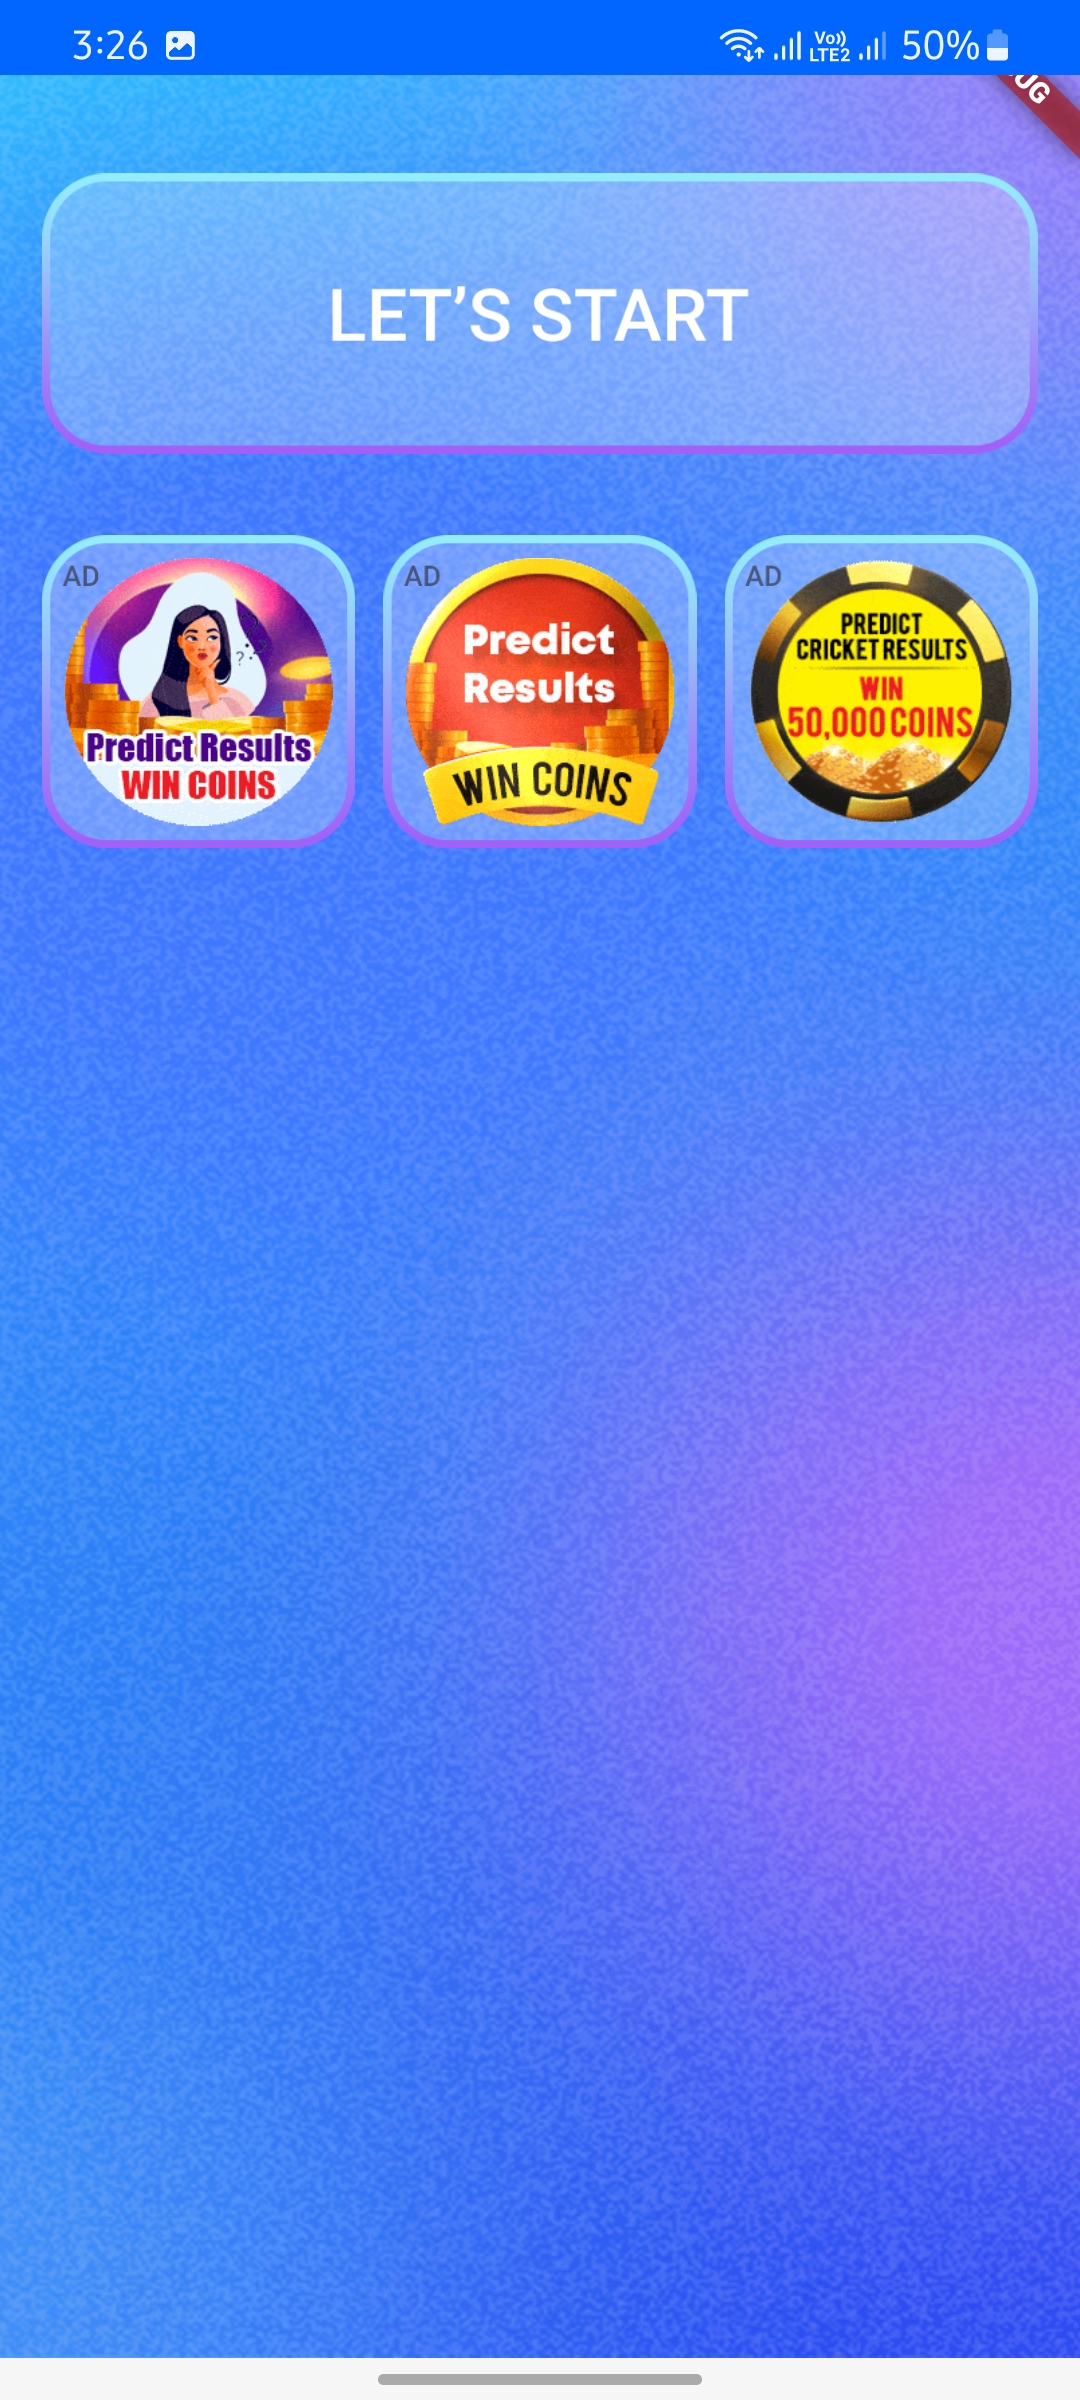 3:26
Vo)) LTE2
50%
UG
LET'S START
AD
Predict Results
WIN COINS
AD
Predict
Results
WIN COINS
AD
PREDICT
CRICKET RESULTS
WIN
50,000 COINS